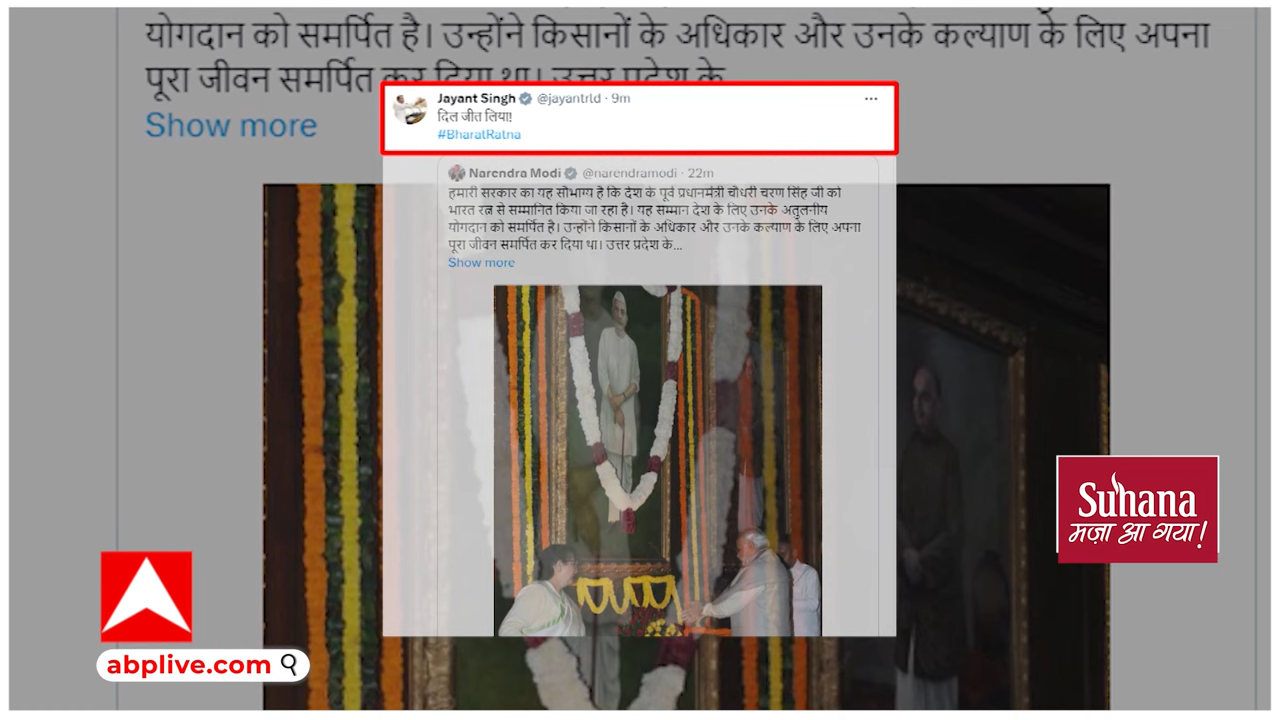 योगदान को समर्पित है। उन्होंने किसानों के अधिकार और उनके कल्याण के लिए अपना
पूरा जीवन समर्पित कर दिया था। उत्तर प्रदेश के
Show more
Jayant Singh @jayantrld · 9m
दिल जीत लिया!
#BharatRatna
Narendra Modi @narendramodi · 22m
हमारी सरकार का यह सौभाग्य है कि देश के पूर्व प्रधानमंत्री चौधरी चरण सिंह जी को
भारत रत्न से सम्मानित किया जा रहा है। यह सम्मान देश के लिए उनके अतुलनीय
योगदान को समर्पित है। उन्होंने किसानों के अधिकार और उनके कल्याण के लिए अपना
पूरा जीवन समर्पित कर दिया था। उत्तर प्रदेश के...
Show more
Suhana
मज़ा आ गया!
abplive.com